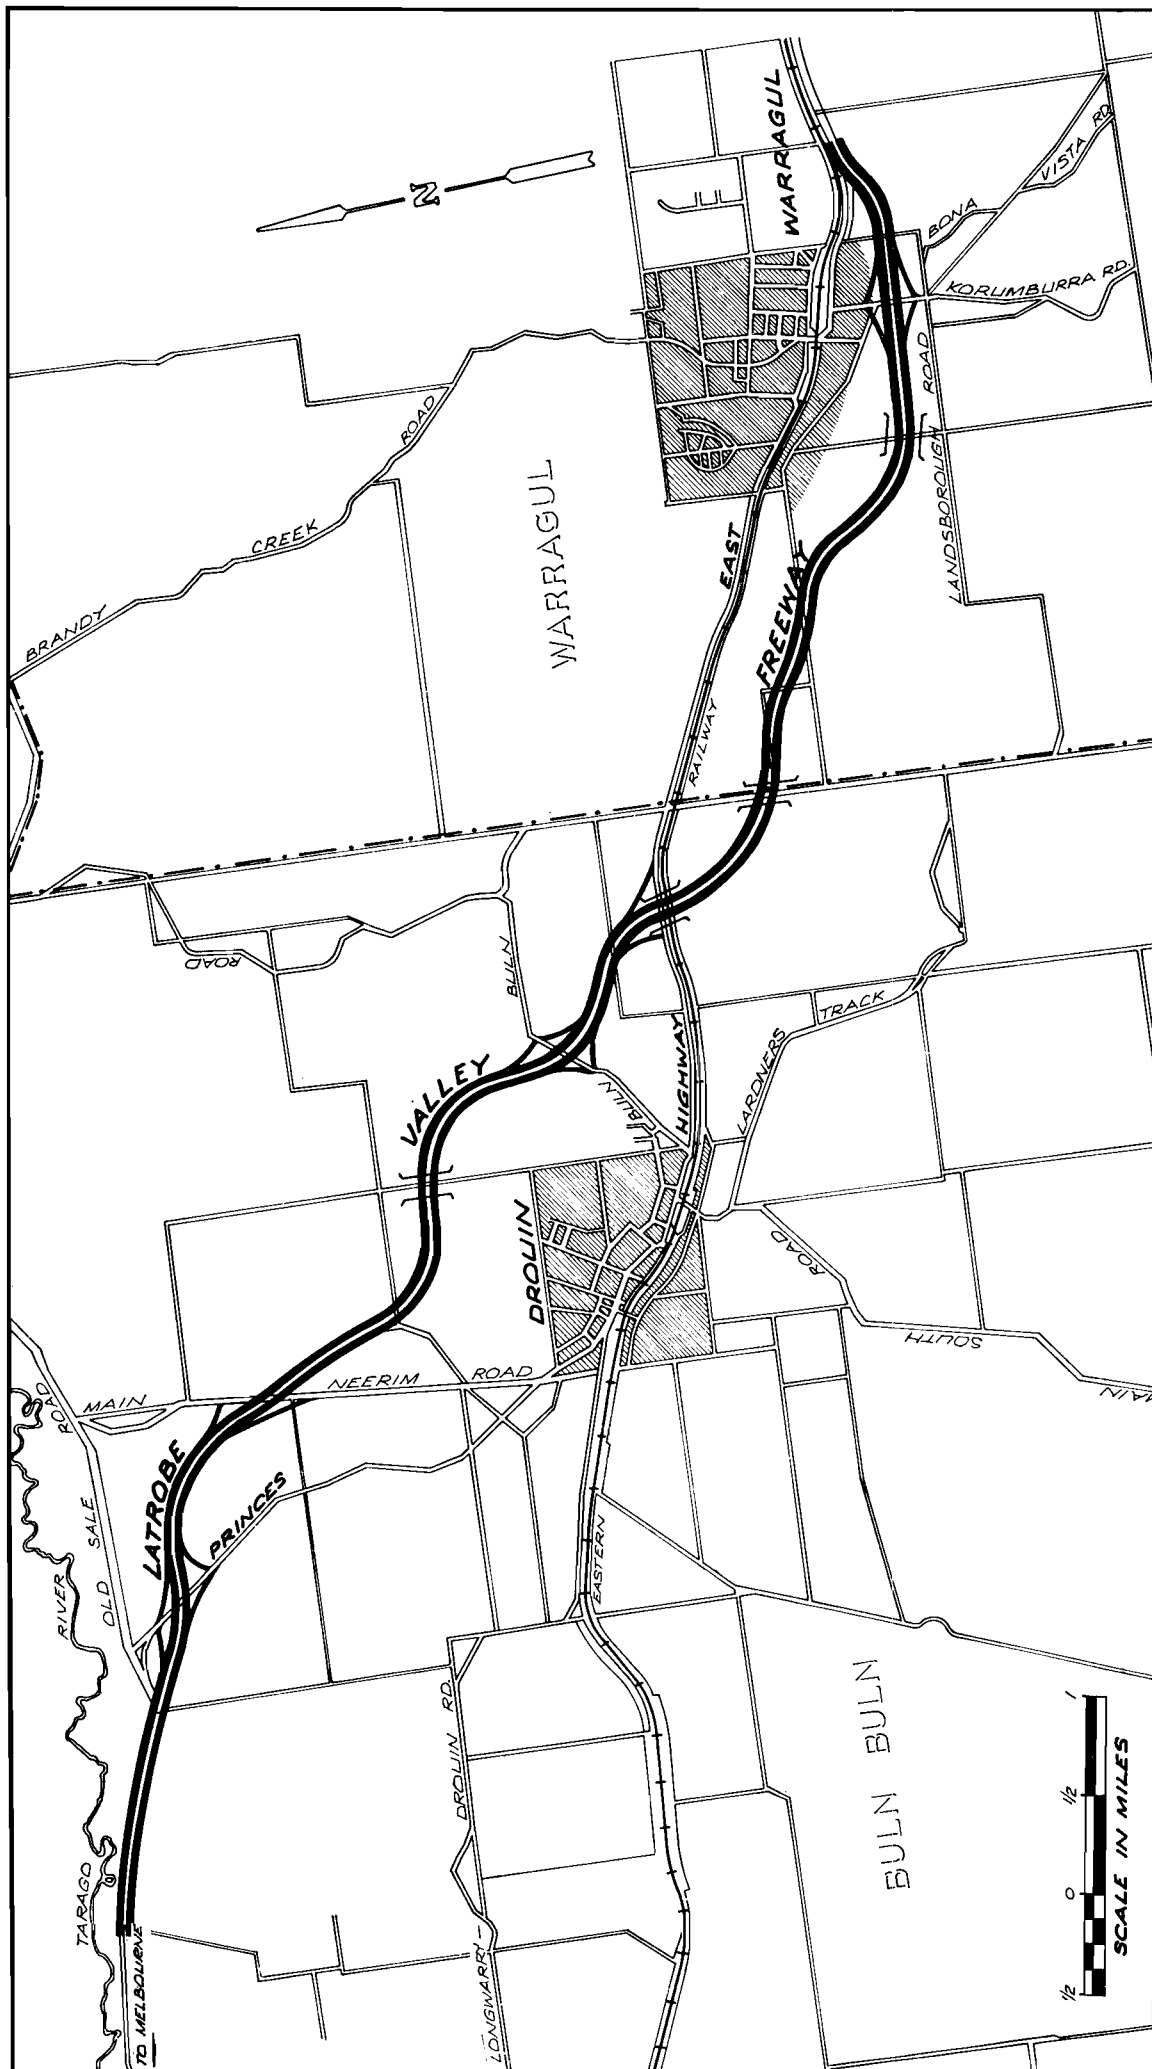 TO MELBOURNE
TARAGO
RIVER
OLD SALE ROAD
LATROBE VALLEY FREEWAY
PRINCES HIGHWAY EAST
MAIN NEERIM ROAD
LONGWARRY - DROUIN RD.
EASTERN RAILWAY
DROUIN
BULN BULN ROAD
LARDNERS TRACK
MAIN SOUTH ROAD
BULN BULN
WARRAGUL
BRANDY CREEK ROAD
WARRAGUL
LANDSBOROUGH ROAD
KORUMBURRA RD.
BONA VISTA RD
N
1/2 0 1/2 1
SCALE IN MILES